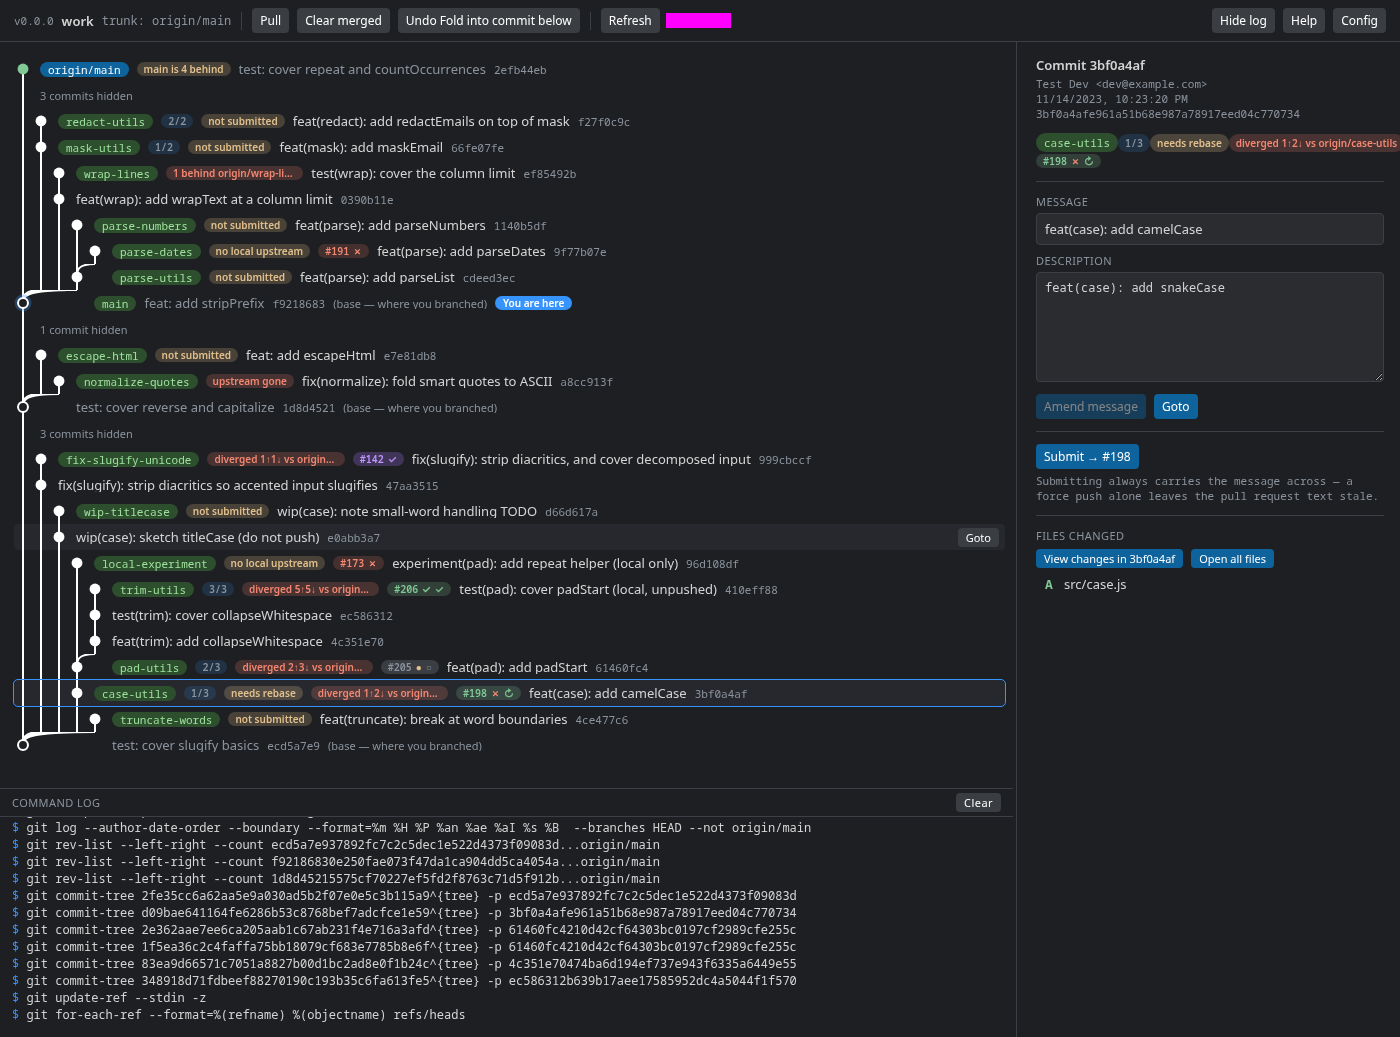 v0.0.0 work trunk: origin/main Pull Clear merged Undo Fold into commit below Refresh Hide log Help Config
origin/main main is 4 behind test: cover repeat and countOccurrences 2efb44eb
3 commits hidden
redact-utils 2/2 not submitted feat(redact): add redactEmails on top of mask f27f0c9c
mask-utils 1/2 not submitted feat(mask): add maskEmail 66fe07fe
wrap-lines 1 behind origin/wrap-li... test(wrap): cover the column limit ef85492b
feat(wrap): add wrapText at a column limit 0390b11e
parse-numbers not submitted feat(parse): add parseNumbers 1140b5df
parse-dates no local upstream #191 × feat(parse): add parseDates 9f77b07e
parse-utils not submitted feat(parse): add parseList cdeed3ec
main feat: add stripPrefix f9218683 (base — where you branched) You are here
1 commit hidden
escape-html not submitted feat: add escapeHtml e7e81db8
normalize-quotes upstream gone fix(normalize): fold smart quotes to ASCII a8cc913f
test: cover reverse and capitalize 1d8d4521 (base — where you branched)
3 commits hidden
fix-slugify-unicode diverged 1↑1↓ vs origin... #142 ✓ fix(slugify): strip diacritics, and cover decomposed input 999cbccf
fix(slugify): strip diacritics so accented input slugifies 47aa3515
wip-titlecase not submitted wip(case): note small-word handling TODO d66d617a
wip(case): sketch titleCase (do not push) e0abb3a7 Goto
local-experiment no local upstream #173 × experiment(pad): add repeat helper (local only) 96d108df
trim-utils 3/3 diverged 5↑5↓ vs origin... #206 ✓ ✓ test(pad): cover padStart (local, unpushed) 410eff88
test(trim): cover collapseWhitespace ec586312
feat(trim): add collapseWhitespace 4c351e70
pad-utils 2/3 diverged 2↑3↓ vs origin... #205 ● ○ feat(pad): add padStart 61460fc4
case-utils 1/3 needs rebase diverged 1↑2↓ vs origin... #198 × ↻ feat(case): add camelCase 3bf0a4af
truncate-words not submitted feat(truncate): break at word boundaries 4ce477c6
test: cover slugify basics ecd5a7e9 (base — where you branched)
COMMAND LOG Clear
$ git log --author-date-order --boundary --format=%m %H %P %an %ae %aI %s %B --branches HEAD --not origin/main
$ git rev-list --left-right --count ecd5a7e937892fc7c2c5dec1e522d4373f09083d...origin/main
$ git rev-list --left-right --count f92186830e250fae073f47da1ca904dd5ca4054a...origin/main
$ git rev-list --left-right --count 1d8d45215575cf70227ef5fd2f8763c71d5f912b...origin/main
$ git commit-tree 2fe35cc6a62aa5e9a030ad5b2f07e0e5c3b115a9^{tree} -p ecd5a7e937892fc7c2c5dec1e522d4373f09083d
$ git commit-tree d09bae641164fe6286b53c8768bef7adcfce1e59^{tree} -p 3bf0a4afe961a51b68e987a78917eed04c770734
$ git commit-tree 2e362aae7ee6ca205aab1c67ab231f4e716a3afd^{tree} -p 61460fc4210d42cf64303bc0197cf2989cfe255c
$ git commit-tree 1f5ea36c2c4faffa75bb18079cf683e7785b8e6f^{tree} -p 61460fc4210d42cf64303bc0197cf2989cfe255c
$ git commit-tree 83ea9d66571c7051a8827b00d1bc2ad8e0f1b24c^{tree} -p 4c351e70474ba6d194ef737e943f6335a6449e55
$ git commit-tree 348918d71fdbeef88270190c193b35c6fa613fe5^{tree} -p ec586312b639b17aee17585952dc4a5044f1f570
$ git update-ref --stdin -z
$ git for-each-ref --format=%(refname) %(objectname) refs/heads
Commit 3bf0a4af
Test Dev <dev@example.com>
11/14/2023, 10:23:20 PM
3bf0a4afe961a51b68e987a78917eed04c770734
case-utils 1/3 needs rebase diverged 1↑2↓ vs origin/case-utils
#198 × ↻
MESSAGE
feat(case): add camelCase
DESCRIPTION
feat(case): add snakeCase
Amend message Goto
Submit → #198
Submitting always carries the message across — a
force push alone leaves the pull request text stale.
FILES CHANGED
View changes in 3bf0a4af Open all files
A src/case.js